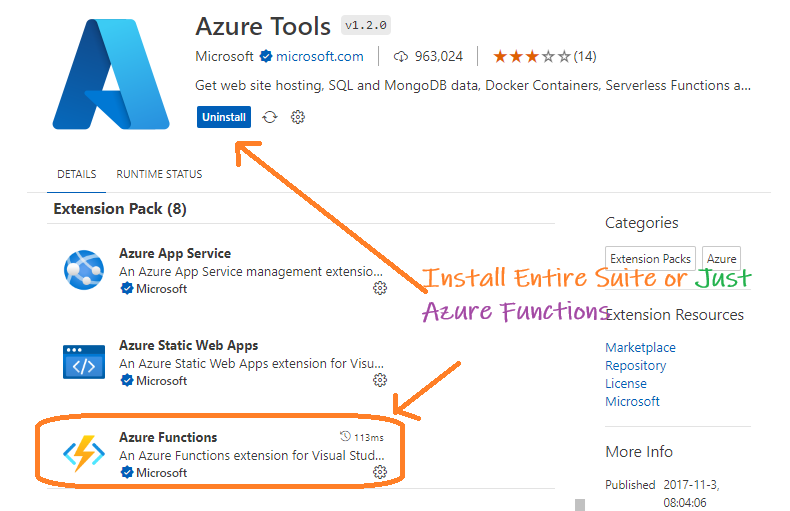 Azure Tools v1.2.0
Microsoft microsoft.com 963,024 (14)
Get web site hosting, SQL and MongoDB data, Docker Containers, Serverless Functions a...
Uninstall
DETAILS RUNTIME STATUS
Extension Pack (8)
Azure App Service
An Azure App Service management extensio...
Microsoft
Azure Static Web Apps
An Azure Static Web Apps extension for Visu...
Microsoft
Azure Functions 113ms
An Azure Functions extension for Visual Stud...
Microsoft
Install Entire Suite or Just
Azure Functions
Categories
Extension Packs Azure
Extension Resources
Marketplace
Repository
License
Microsoft
More Info
Published 2017-11-3,
08:04:06